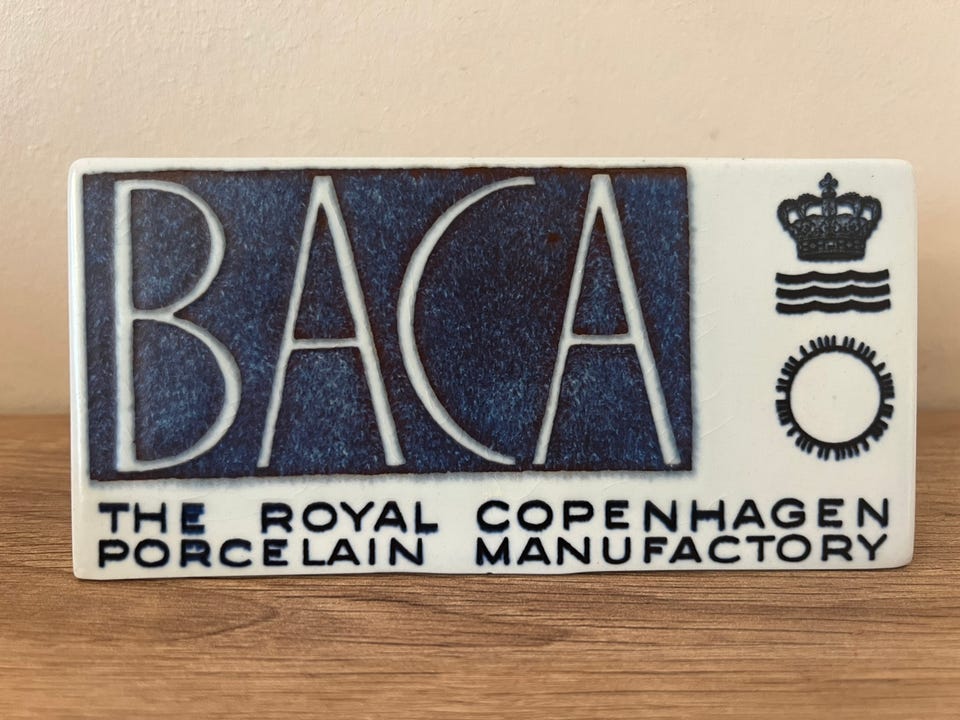 BACA
THE ROYAL COPENHAGEN
PORCELAIN MANUFACTORY